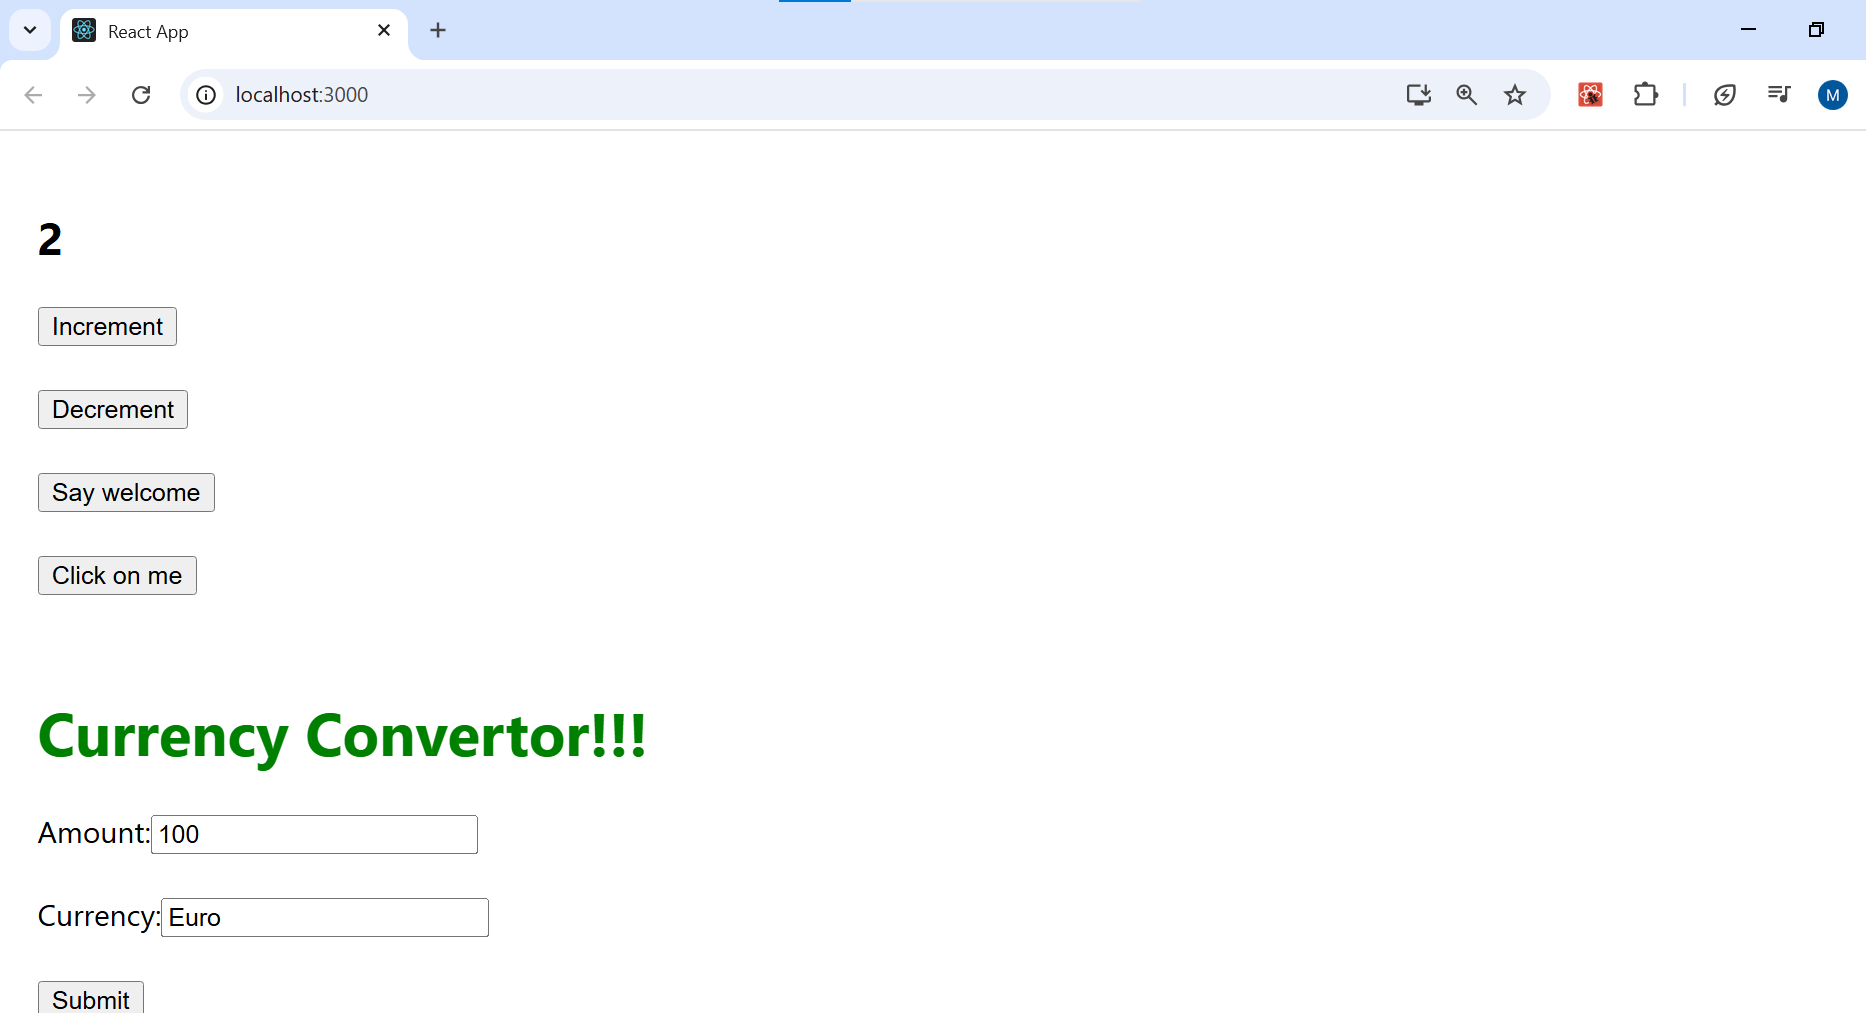 React App
localhost:3000
M
2
Increment
Decrement
Say welcome
Click on me
Currency Convertor!!!
Amount:100
Currency:Euro
Submit